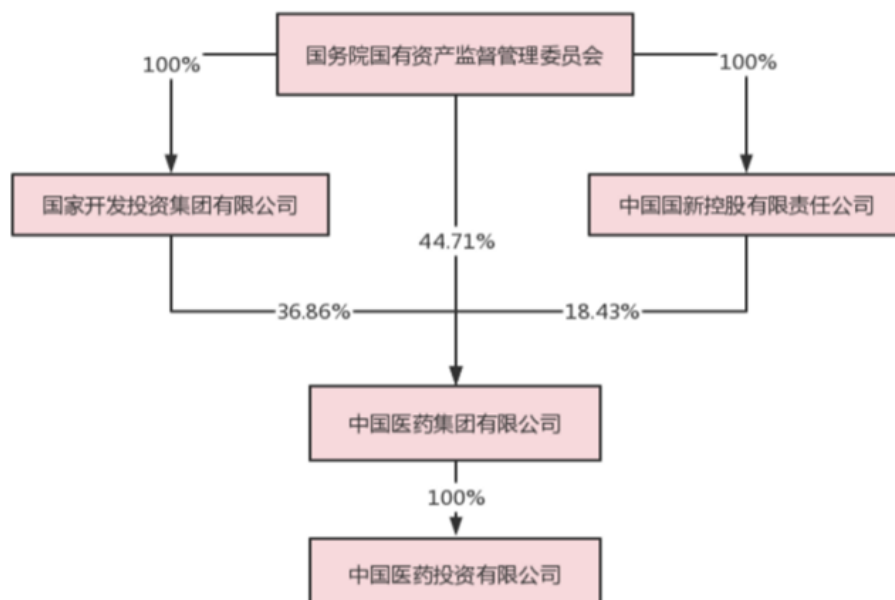 国务院国有资产监督管理委员会
100%
100%
国家开发投资集团有限公司
中国国新控股有限责任公司
44.71%
36.86%
18.43%
中国医药集团有限公司
100%
中国医药投资有限公司